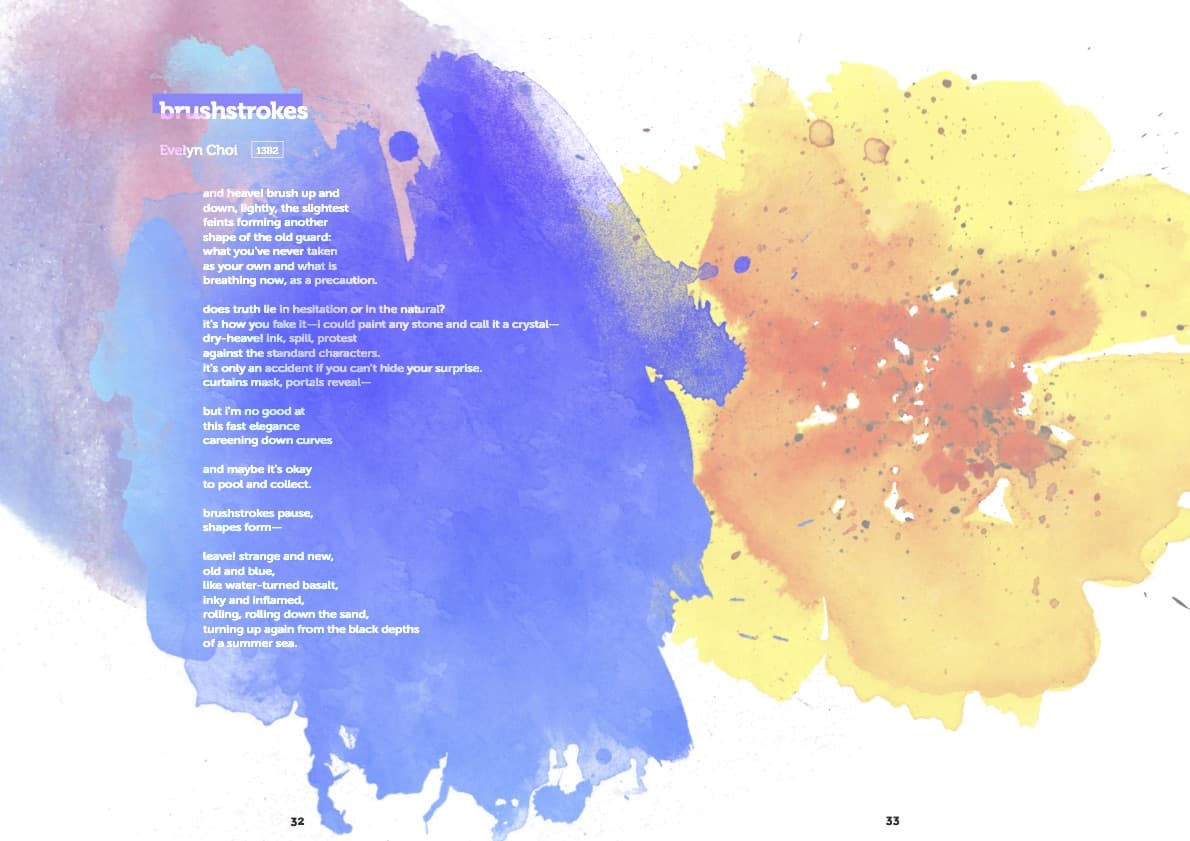 brushstrokes
Evelyn Choi 1382
and heave! brush up and
down, lightly, the slightest
feints forming another
shape of the old guard:
what you've never taken
as your own and what is
breathing now, as a precaution.
does truth lie in hesitation or in the natural?
it's how you fake it—i could paint any stone and call it a crystal—
dry-heave! ink, spill, protest
against the standard characters.
it's only an accident if you can't hide your surprise.
curtains mask, portals reveal—
but i'm no good at
this fast elegance
careening down curves
and maybe it's okay
to pool and collect.
brushstrokes pause,
shapes form—
leave! strange and new,
old and blue,
like water-turned basalt,
inky and inflamed,
rolling, rolling down the sand,
turning up again from the black depths
of a summer sea.
32
33